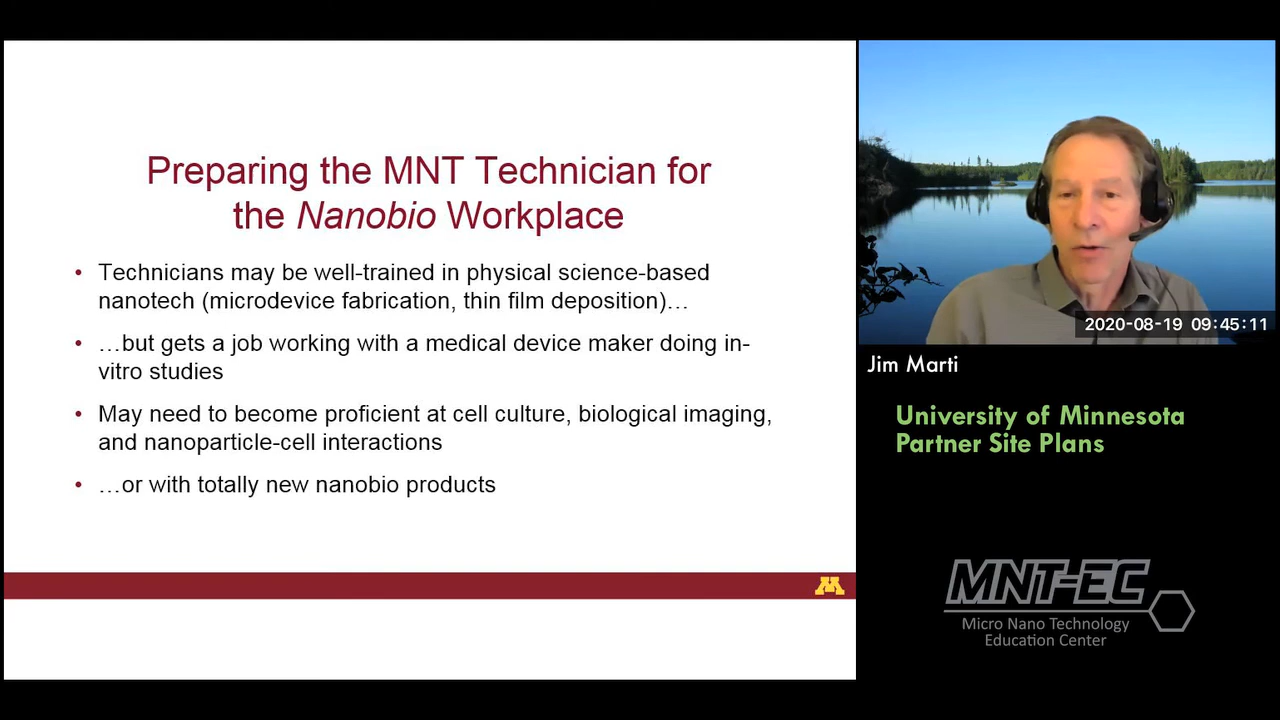 Preparing the MNT Technician for
the Nanobio Workplace
• Technicians may be well-trained in physical science-based
nanotech (microdevice fabrication, thin film deposition)…
• …but gets a job working with a medical device maker doing in-
vitro studies
• May need to become proficient at cell culture, biological imaging,
and nanoparticle-cell interactions
• …or with totally new nanobio products
M
2020-08-19 09:45:11
Jim Marti
University of Minnesota
Partner Site Plans
MNT-EC
Micro Nano Technology
Education Center